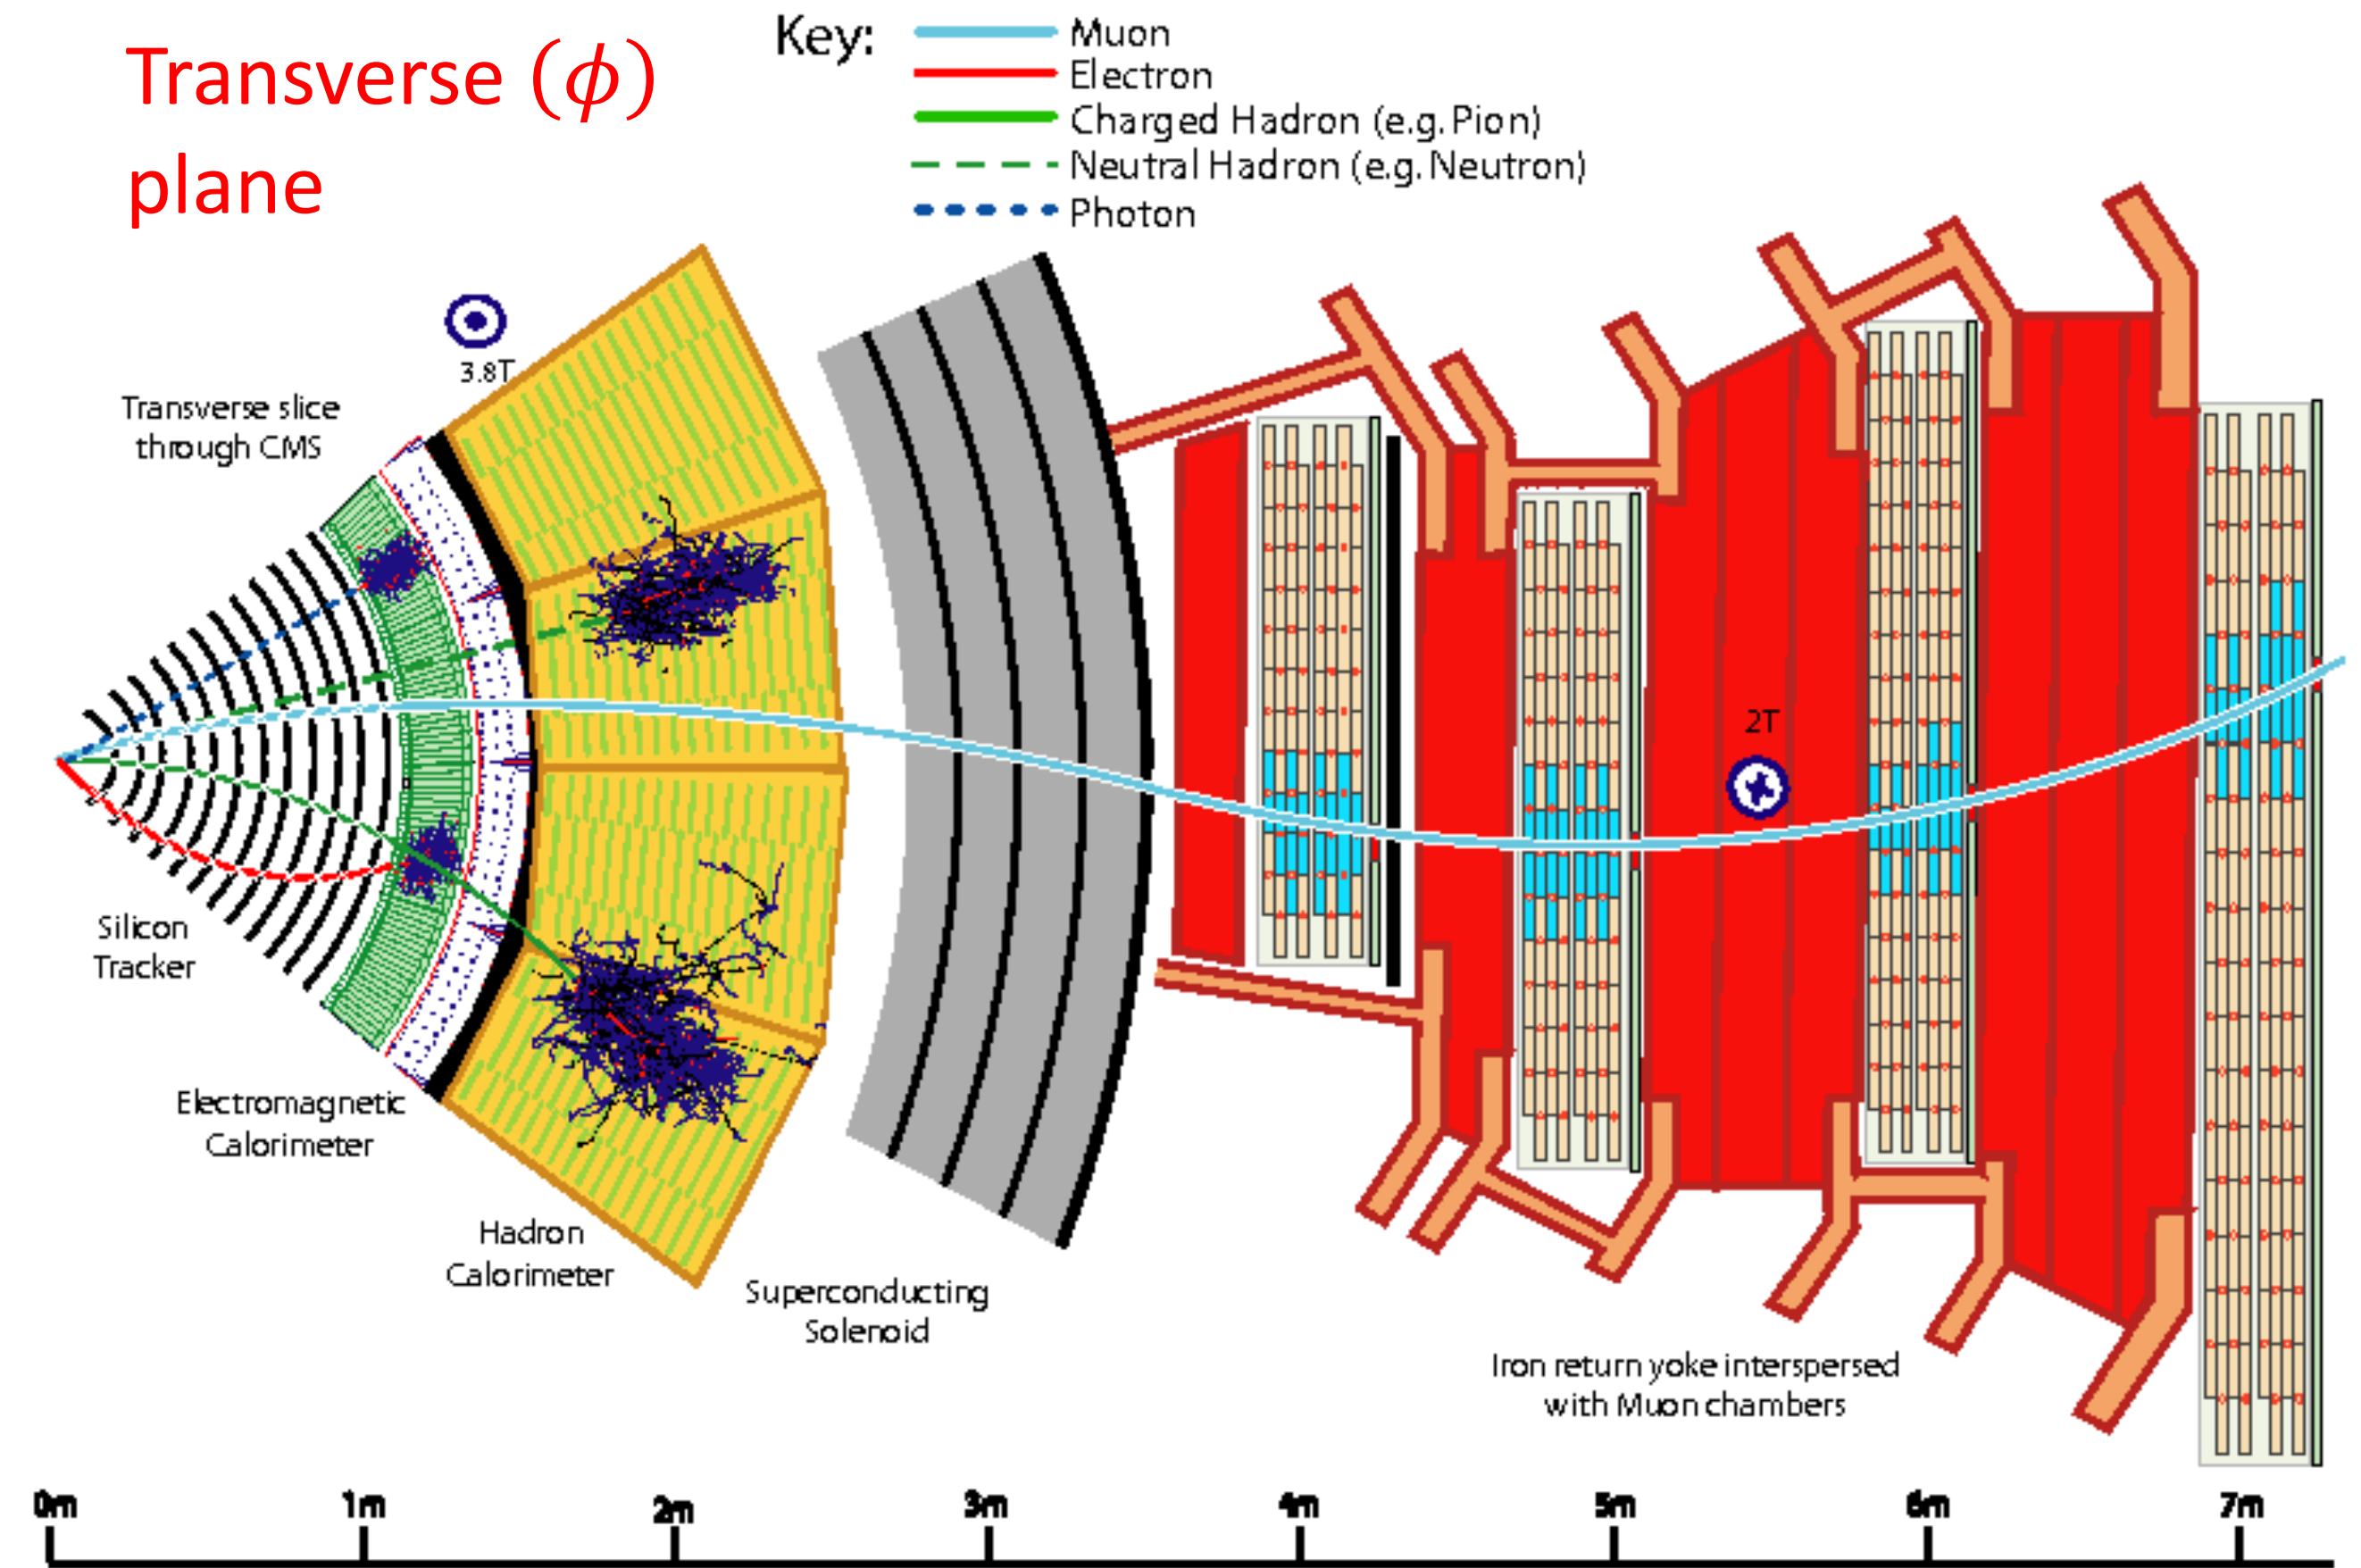 Transverse (ϕ)
plane
Key:
Muon
Electron
Charged Hadron (e.g. Pion)
Neutral Hadron (e.g. Neutron)
Photon
3.8T
Transverse slice
through CMS
2T
Silicon
Tracker
Electromagnetic
Calorimeter
Hadron
Calorimeter
Superconducting
Solenoid
Iron return yoke interspersed
with Muon chambers
0m 1m 2m 3m 4m 5m 6m 7m